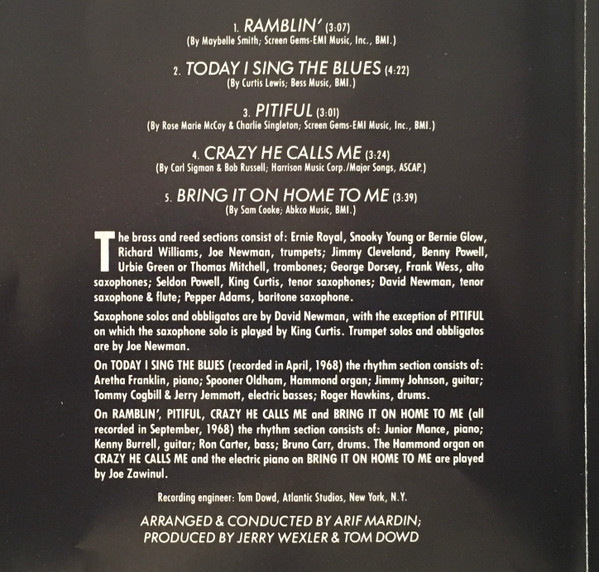 1. RAMBLIN' (3:07)
(By Maybelle Smith; Screen Gems-EMI Music, Inc., BMI.)
2. TODAY I SING THE BLUES (4:22)
(By Curtis Lewis; Bess Music, BMI.)
3. PITIFUL (3:01)
(By Rose Marie McCoy & Charlie Singleton; Screen Gems-EMI Music, Inc., BMI.)
4. CRAZY HE CALLS ME (3:24)
(By Carl Sigman & Bob Russell; Harrison Music Corp./Major Songs, ASCAP.)
5. BRING IT ON HOME TO ME (3:39)
(By Sam Cooke; Abkco Music, BMI.)
The brass and reed sections consist of: Ernie Royal, Snooky Young or Bernie Glow,
Richard Williams, Joe Newman, trumpets; Jimmy Cleveland, Benny Powell,
Urbie Green or Thomas Mitchell, trombones; George Dorsey, Frank Wess, alto
saxophones; Seldon Powell, King Curtis, tenor saxophones; David Newman, tenor
saxophone & flute; Pepper Adams, baritone saxophone.
Saxophone solos and obbligatos are by David Newman, with the exception of PITIFUL
on which the saxophone solo is played by King Curtis. Trumpet solos and obbligatos
are by Joe Newman.
On TODAY I SING THE BLUES (recorded in April, 1968) the rhythm section consists of:
Aretha Franklin, piano; Spooner Oldham, Hammond organ; Jimmy Johnson, guitar;
Tommy Cogbill & Jerry Jemmott, electric basses; Roger Hawkins, drums.
On RAMBLIN', PITIFUL, CRAZY HE CALLS ME and BRING IT ON HOME TO ME (all
recorded in September, 1968) the rhythm section consists of: Junior Mance, piano;
Kenny Burrell, guitar; Ron Carter, bass; Bruno Carr, drums. The Hammond organ on
CRAZY HE CALLS ME and the electric piano on BRING IT ON HOME TO ME are played
by Joe Zawinul.
Recording engineer: Tom Dowd, Atlantic Studios, New York, N.Y.
ARRANGED & CONDUCTED BY ARIF MARDIN;
PRODUCED BY JERRY WEXLER & TOM DOWD